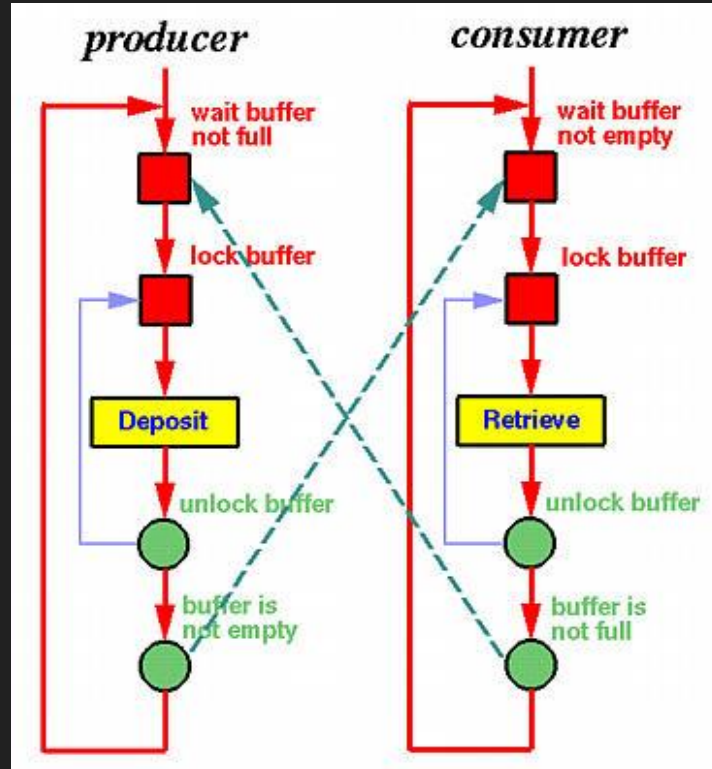 producer
wait buffer
not full
lock buffer
Deposit
unlock buffer
buffer is
not empty
consumer
wait buffer
not empty
lock buffer
Retrieve
unlock buffer
buffer is
not full